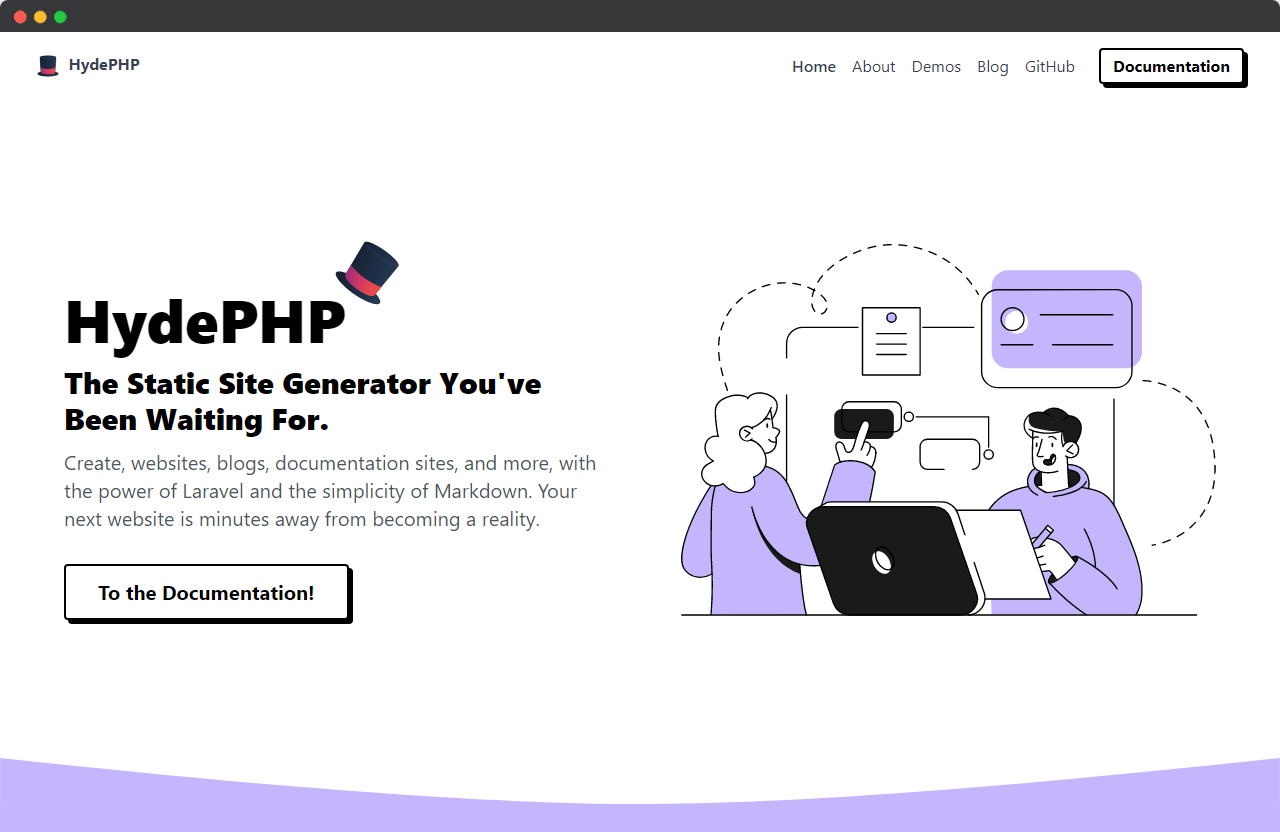 HydePHP
Home About Demos Blog GitHub Documentation
HydePHP
The Static Site Generator You've
Been Waiting For.
Create, websites, blogs, documentation sites, and more, with
the power of Laravel and the simplicity of Markdown. Your
next website is minutes away from becoming a reality.
To the Documentation!